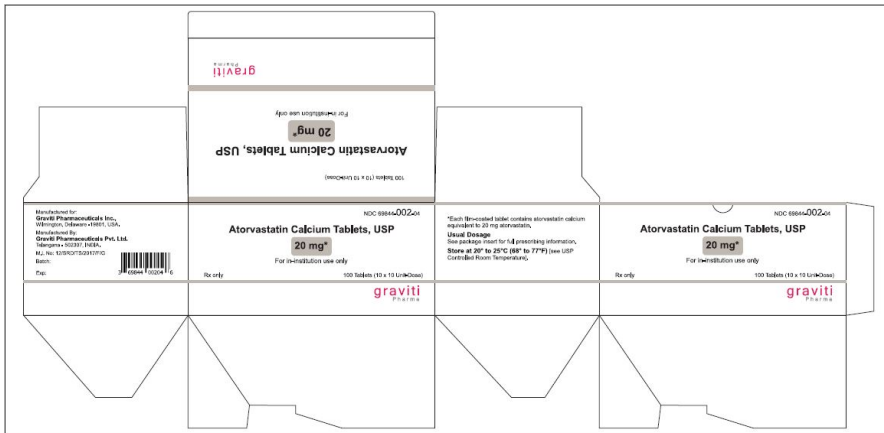 graviti
Pharma
100 Tablets (10 x 10 Unit-Dose)
Atorvastatin Calcium Tablets, USP
20 mg*
For in-institution use only
Manufactured for:
Graviti Pharmaceuticals Inc.,
Wilmington, Delaware •19801, USA.
Manufactured By:
Graviti Pharmaceuticals Pvt. Ltd.
Telangana • 502307, INDIA.
Batch:
Exp.
3 69844 00204 6
NDC 69844-002-04
Atorvastatin Calcium Tablets, USP
20 mg*
For in-institution use only
Rx only
100 Tablets (10 x 10 Unit-Dose)
graviti
Pharma
*Each film-coated tablet contains atorvastatin calcium
equivalent to 20 mg atorvastatin.
Usual Dosage
See package insert for full prescribing information.
Store at 20° to 25°C (68° to 77°F) (see USP
Controlled Room Temperature).
NDC 69844-002-04
Atorvastatin Calcium Tablets, USP
20 mg*
For in-institution use only
Rx only
100 Tablets (10 x 10 Unit-Dose)
graviti
Pharma